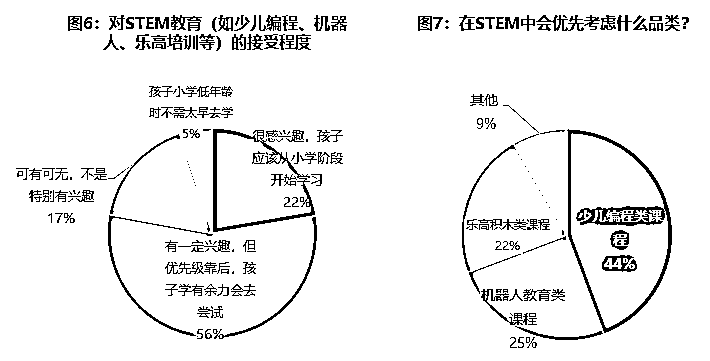 图6：对STEM教育（如少儿编程、机器
人、乐高培训等）的接受程度
孩子小学低年龄
时不需太早去学
5%
很感兴趣，孩子
应该从小学阶段
开始学习
22%
可有可无，不是
特别有兴趣
17%
有一定兴趣，但
优先级靠后，孩
子学有余力会去
尝试
56%
图7：在STEM中会优先考虑什么品类？
其他
9%
少儿编程类课
程
44%
乐高积木类课程
22%
机器人教育类
课程
25%